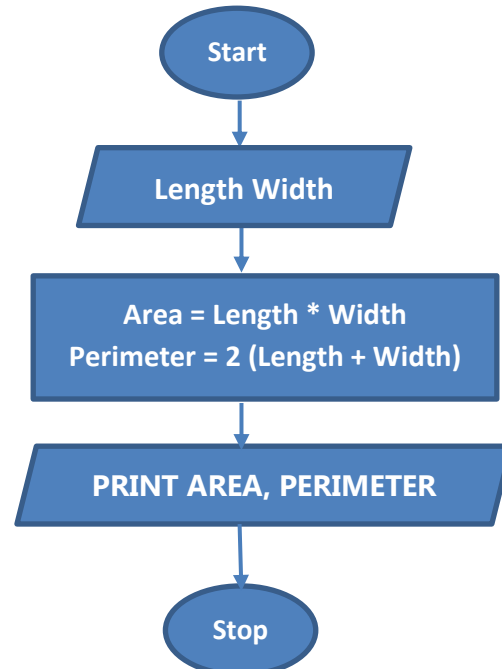 Start
Length Width
Area = Length * Width
Perimeter = 2 (Length + Width)
PRINT AREA, PERIMETER
Stop